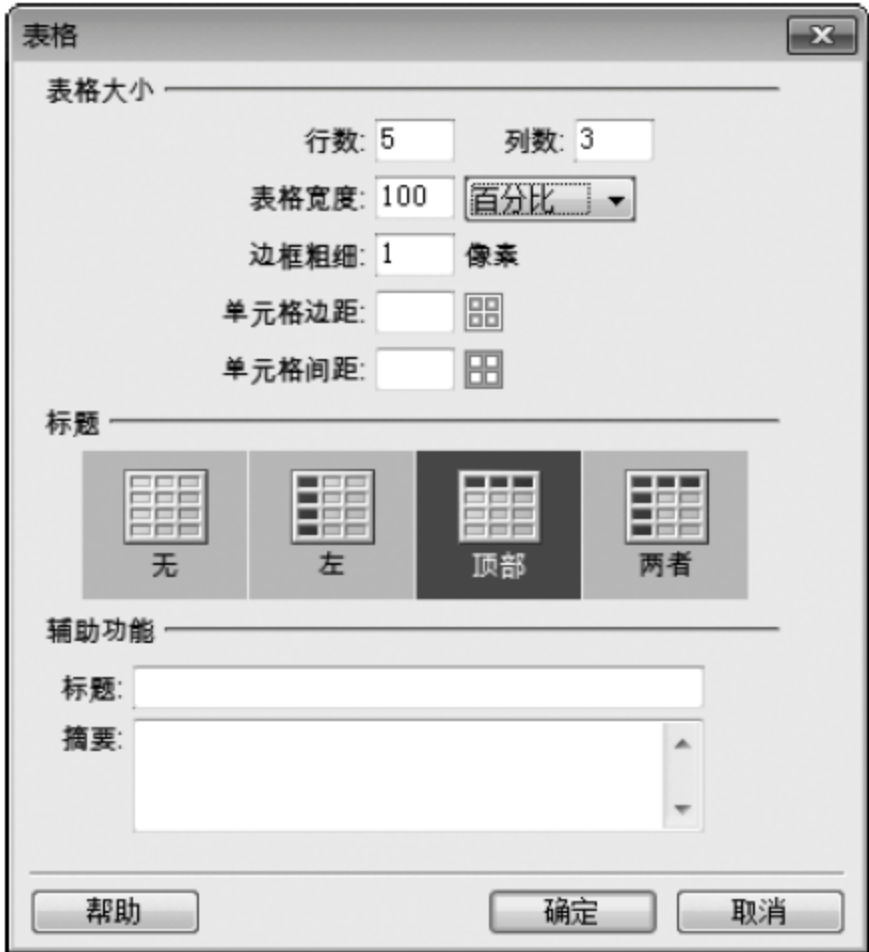 表格
表格大小
行数: 5 列数: 3
表格宽度: 100 百分比
边框粗细: 1 像素
单元格边距:
单元格间距:
标题
无 左 顶部 两者
辅助功能
标题:
摘要:
帮助 确定 取消